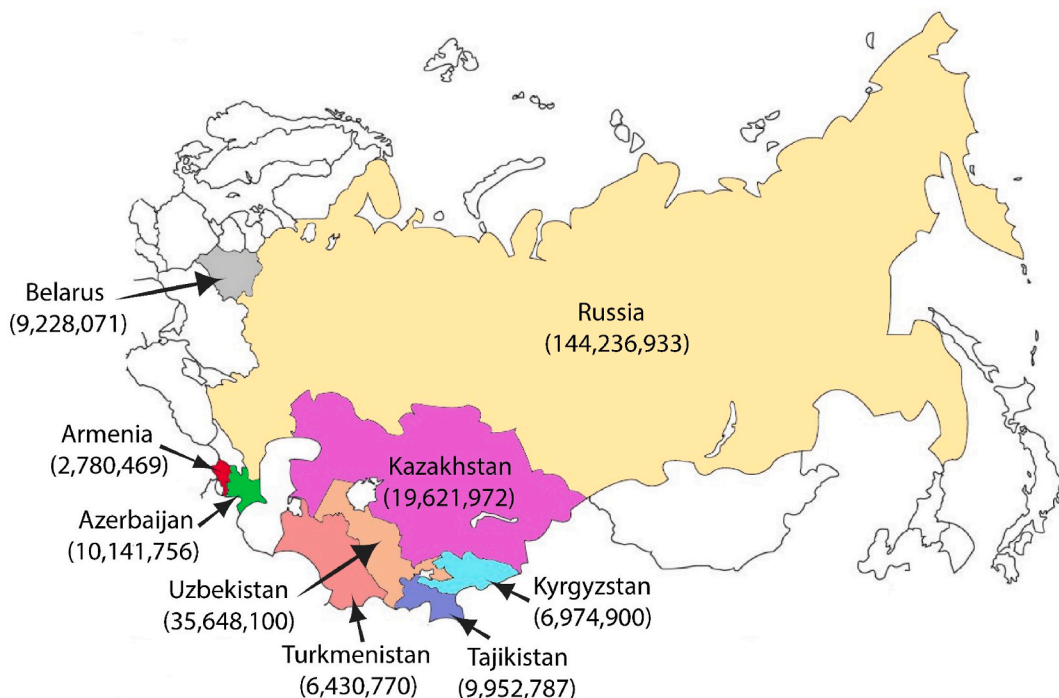 Belarus
(9,228,071)
Russia
(144,236,933)
Armenia
(2,780,469)
Kazakhstan
(19,621,972)
Azerbaijan
(10,141,756)
Uzbekistan
(35,648,100)
Kyrgyzstan
(6,974,900)
Turkmenistan
(6,430,770)
Tajikistan
(9,952,787)